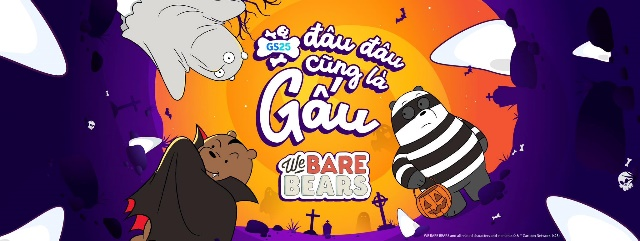 GS25
đâu đâu
cũng là
Gấu
We BARE
BEARS